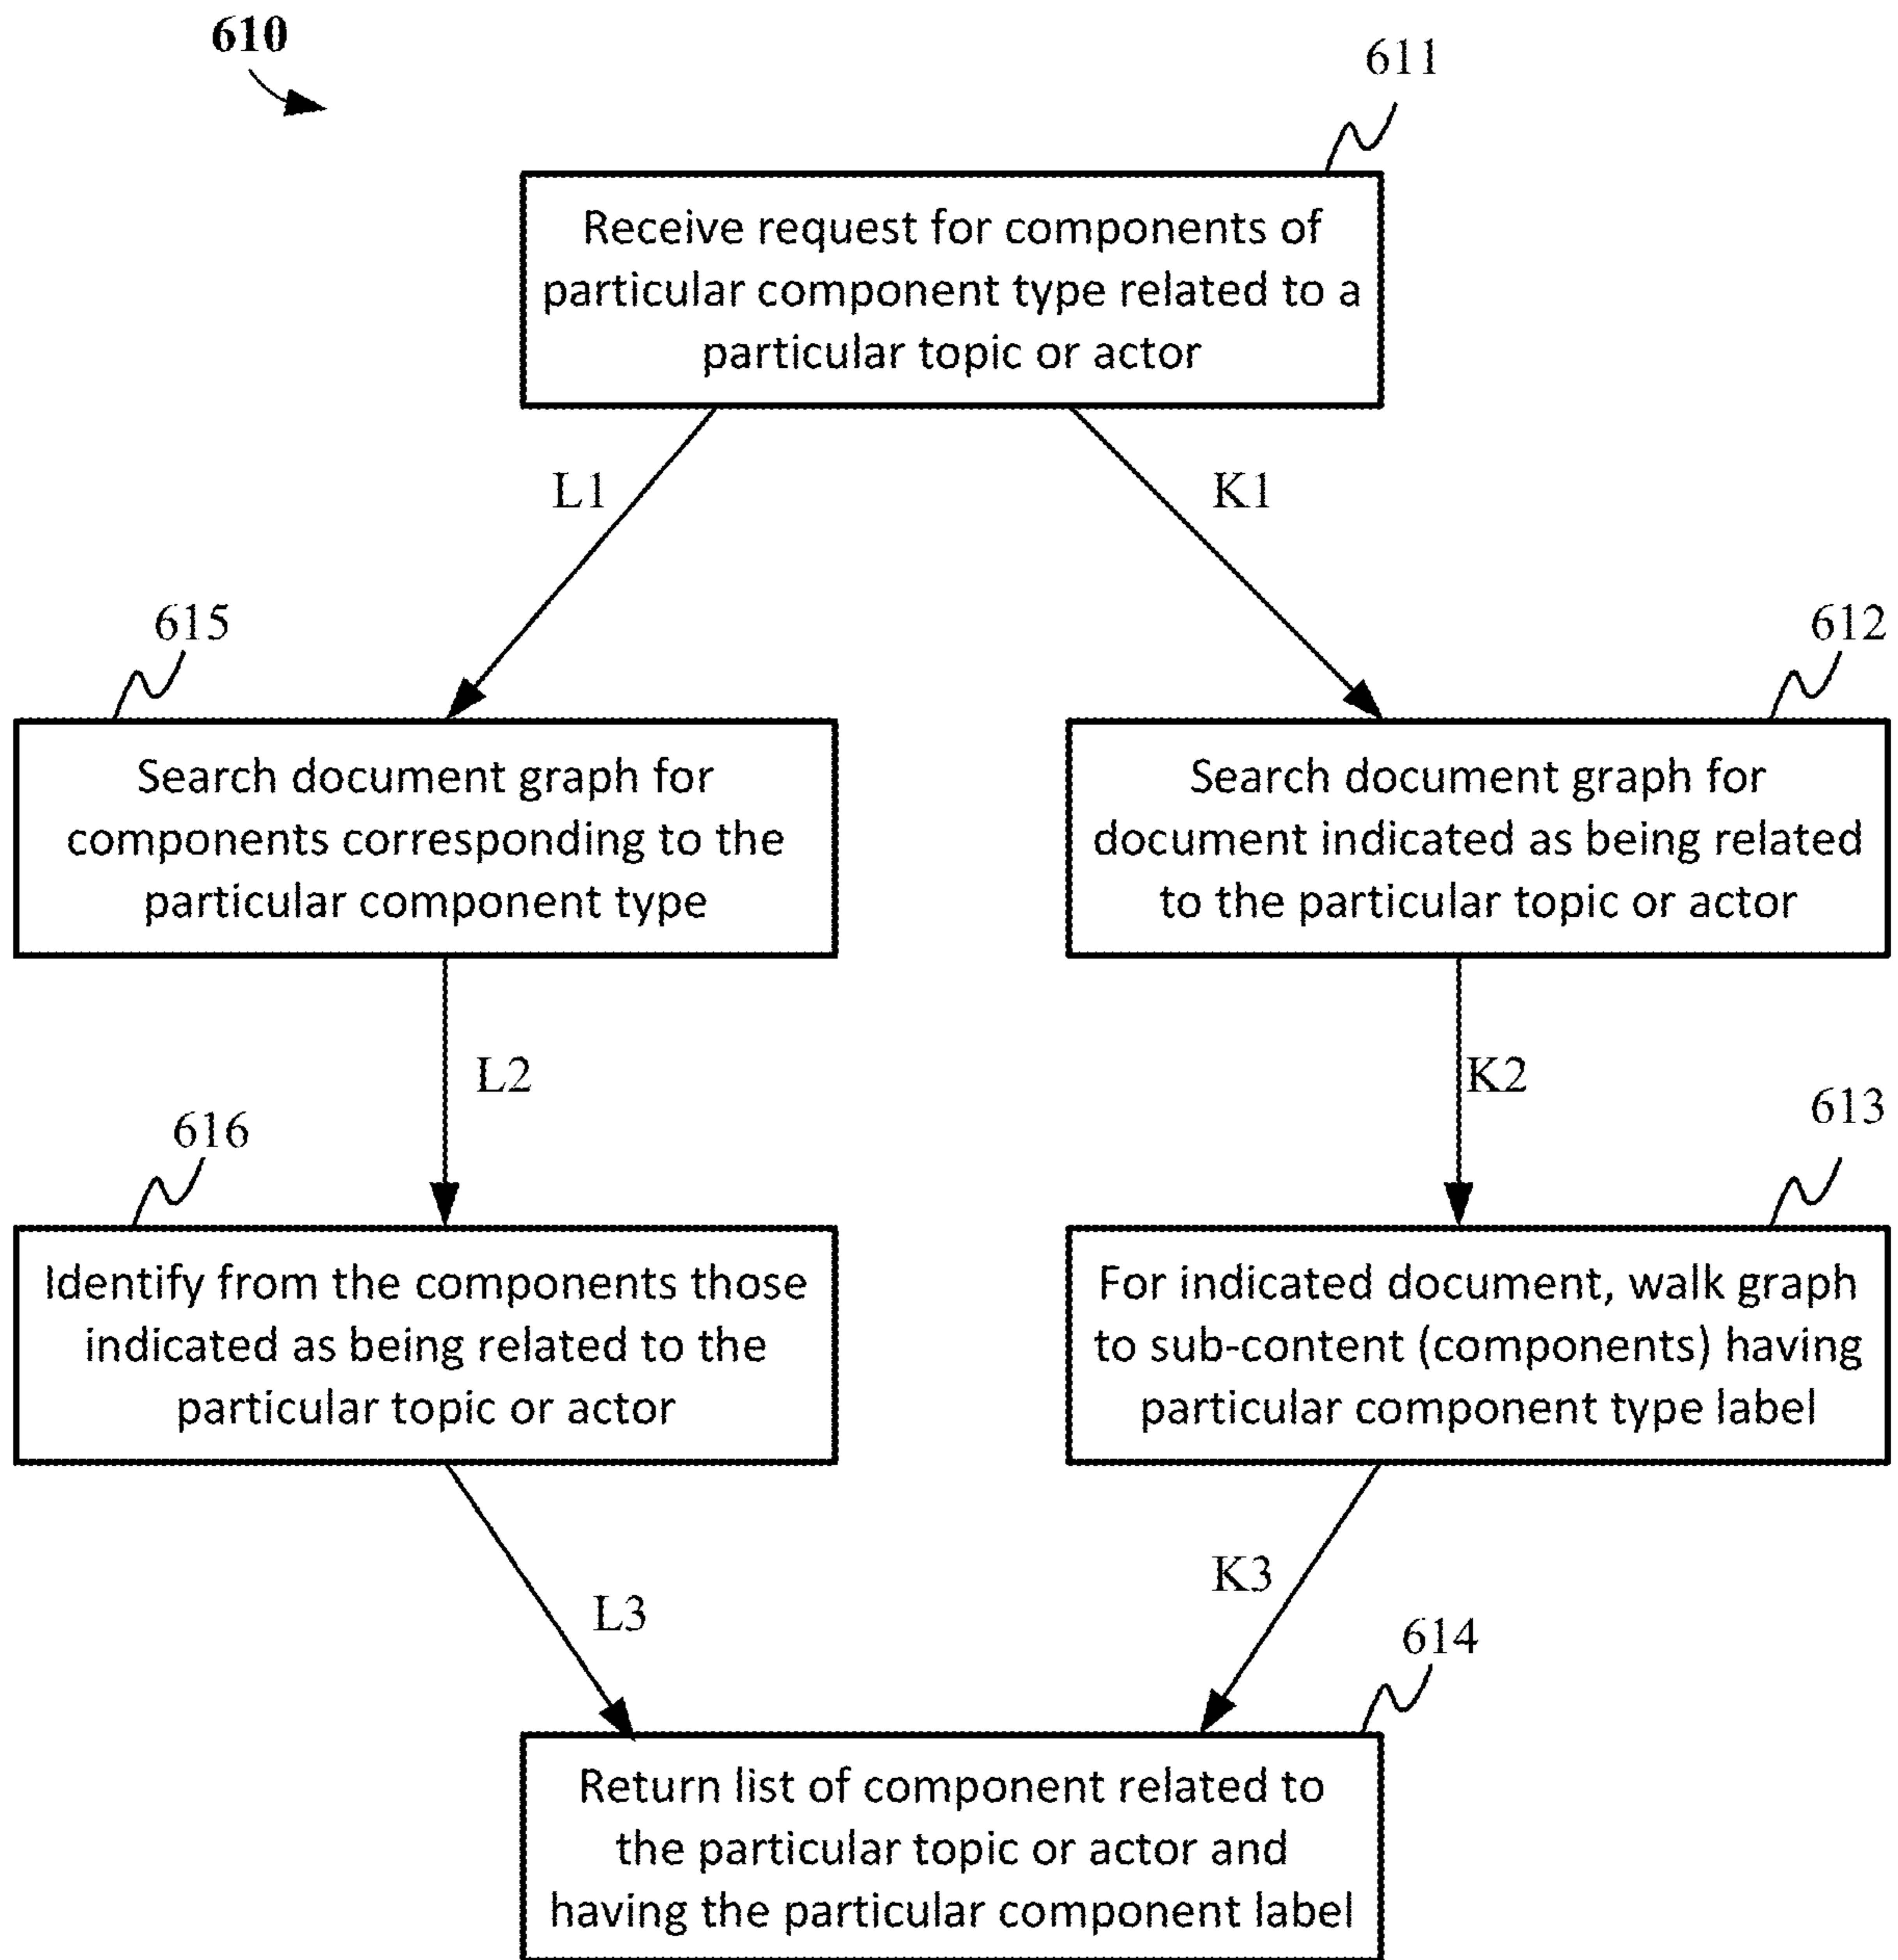 610
611
Receive request for components of
particular component type related to a
particular topic or actor
L1
K1
615
612
Search document graph for
components corresponding to the
particular component type
Search document graph for
document indicated as being related
to the particular topic or actor
L2
K2
616
613
Identify from the components those
indicated as being related to the
particular topic or actor
For indicated document, walk graph
to sub-content (components) having
particular component type label
L3
K3
614
Return list of component related to
the particular topic or actor and
having the particular component label